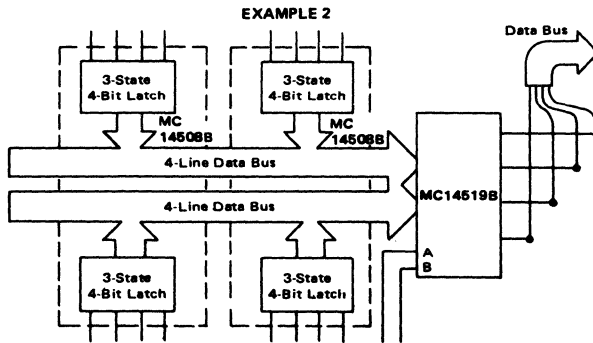 EXAMPLE 2
Data Bus
3-State
4-Bit Latch
3-State
4-Bit Latch
MC
14508B
MC
14508B
4-Line Data Bus
MC14519B
4-Line Data Bus
3-State
4-Bit Latch
3-State
4-Bit Latch
A
B